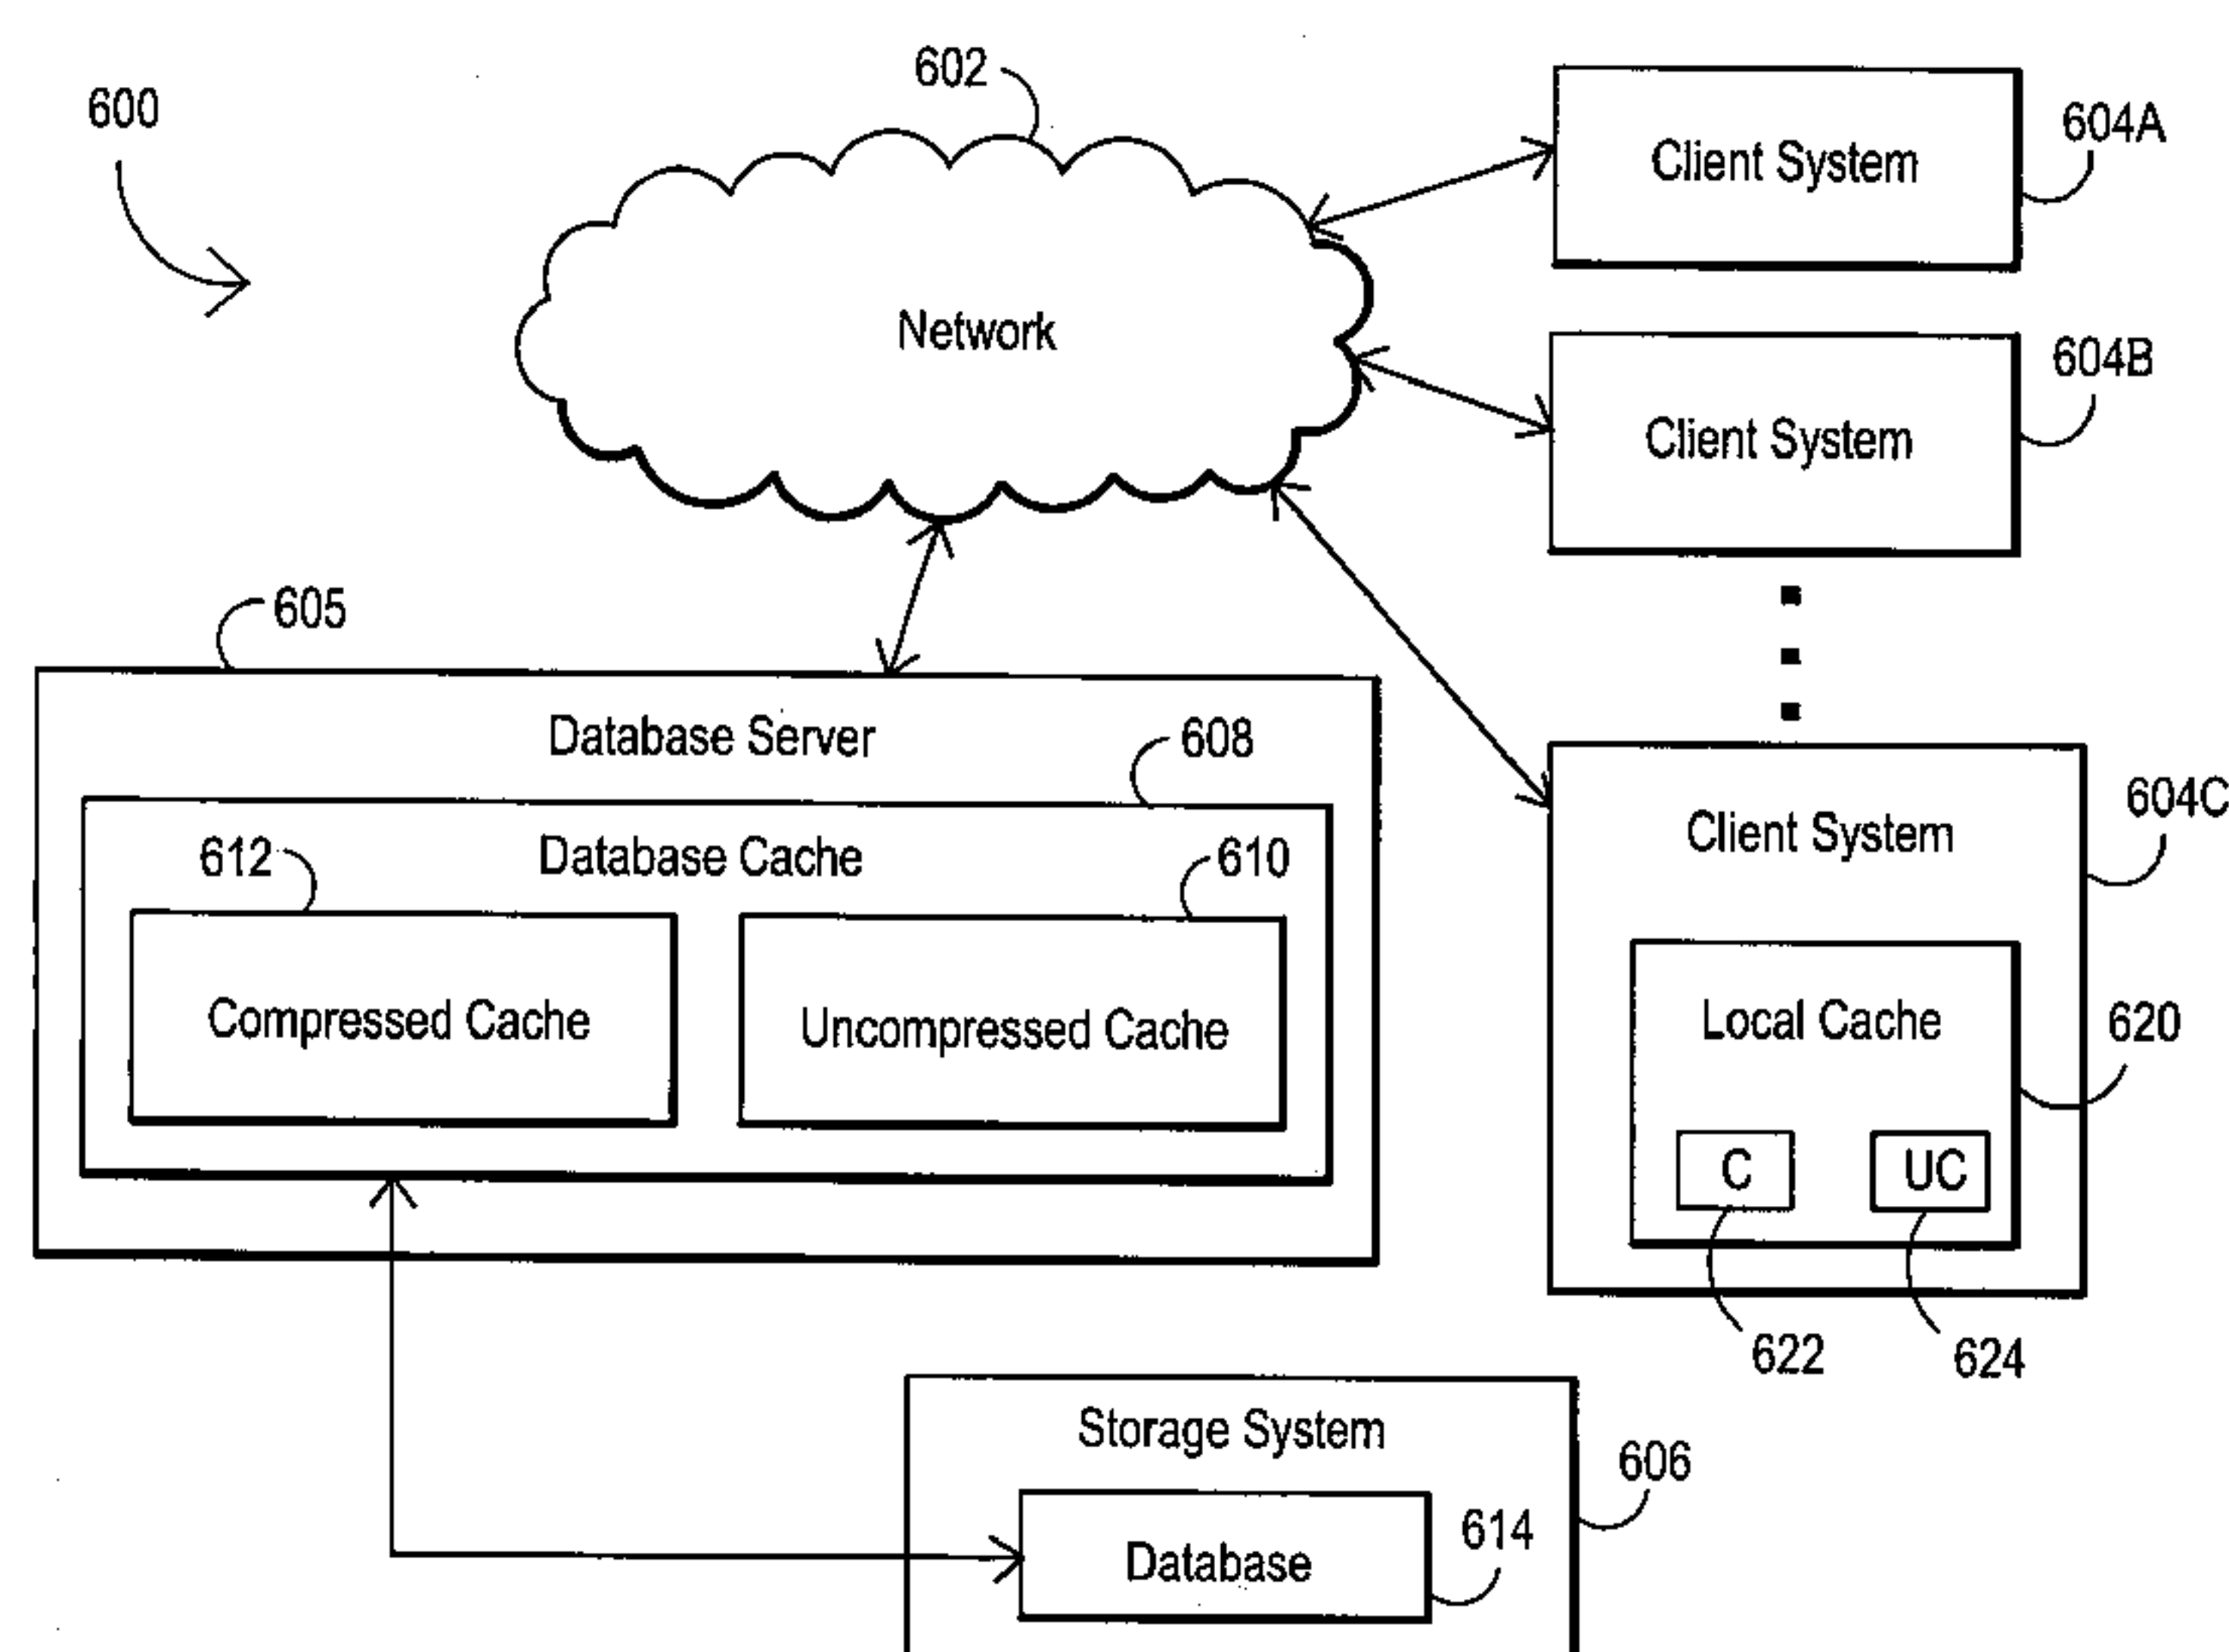 602
600
604A
Client System
Network
604B
Client System
605
Database Server
608
604C
Client System
612
Database Cache
610
Compressed Cache
Uncompressed Cache
Local Cache
620
C
UC
622
624
Storage System
606
614
Database